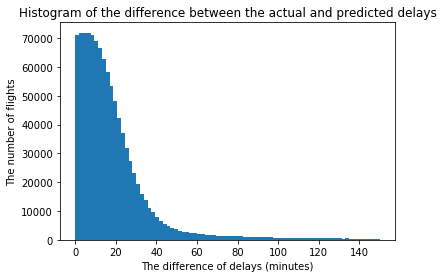 Histogram of the difference between the actual and predicted delays
The number of flights
70000
60000
50000
40000
30000
20000
10000
0
0 20 40 60 80 100 120 140
The difference of delays (minutes)